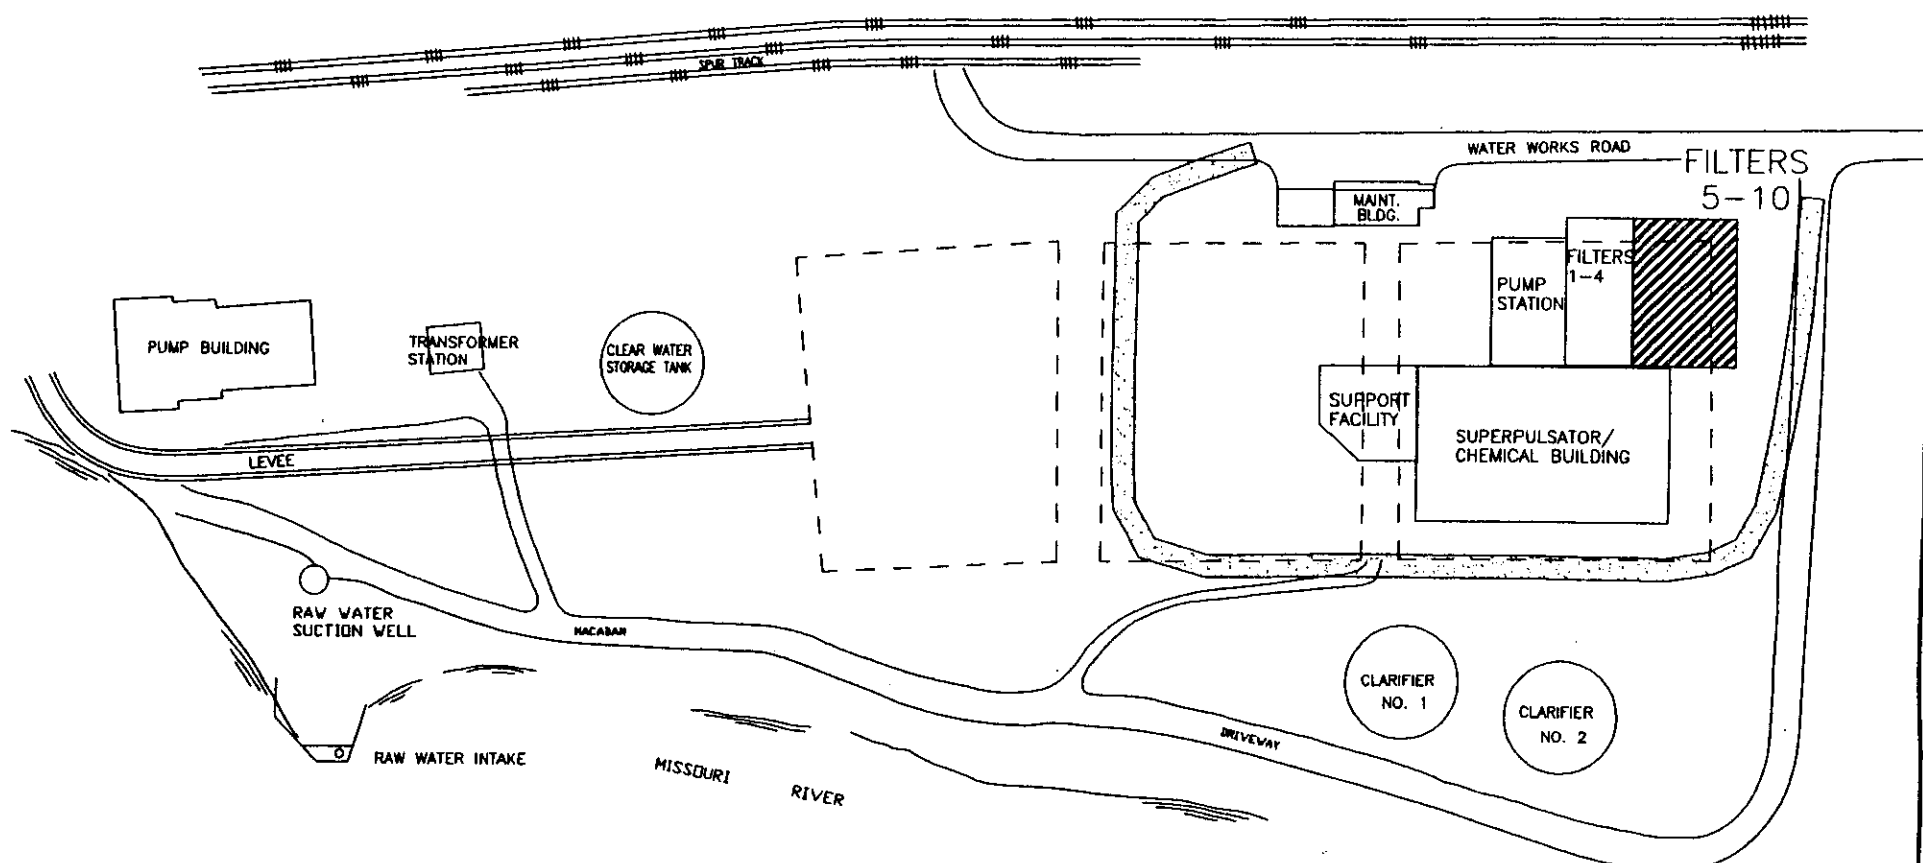 SPUR TRACK
WATER WORKS ROAD
FILTERS
5-10
MAINT.
BLDG.
FILTERS
1-4
PUMP
STATION
PUMP BUILDING
TRANSFORMER
STATION
CLEAR WATER
STORAGE TANK
SUPPORT
FACILITY
SUPERPULSATOR/
CHEMICAL BUILDING
LEVEE
RAW WATER
SUCTION WELL
MACADAM
CLARIFIER
NO. 1
CLARIFIER
NO. 2
DRIVEWAY
RAW WATER INTAKE
MISSOURI RIVER